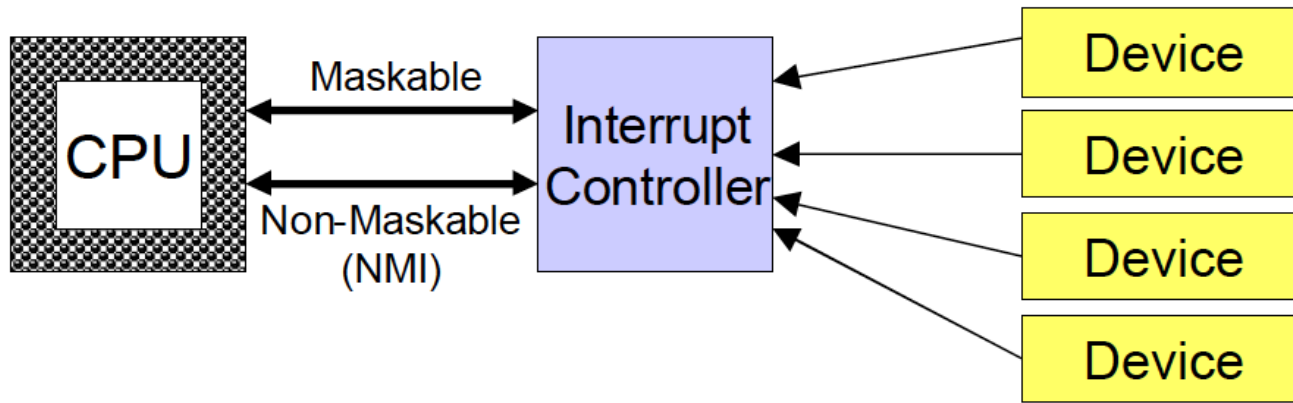 CPU
Maskable
Non-Maskable
(NMI)
Interrupt
Controller
Device
Device
Device
Device